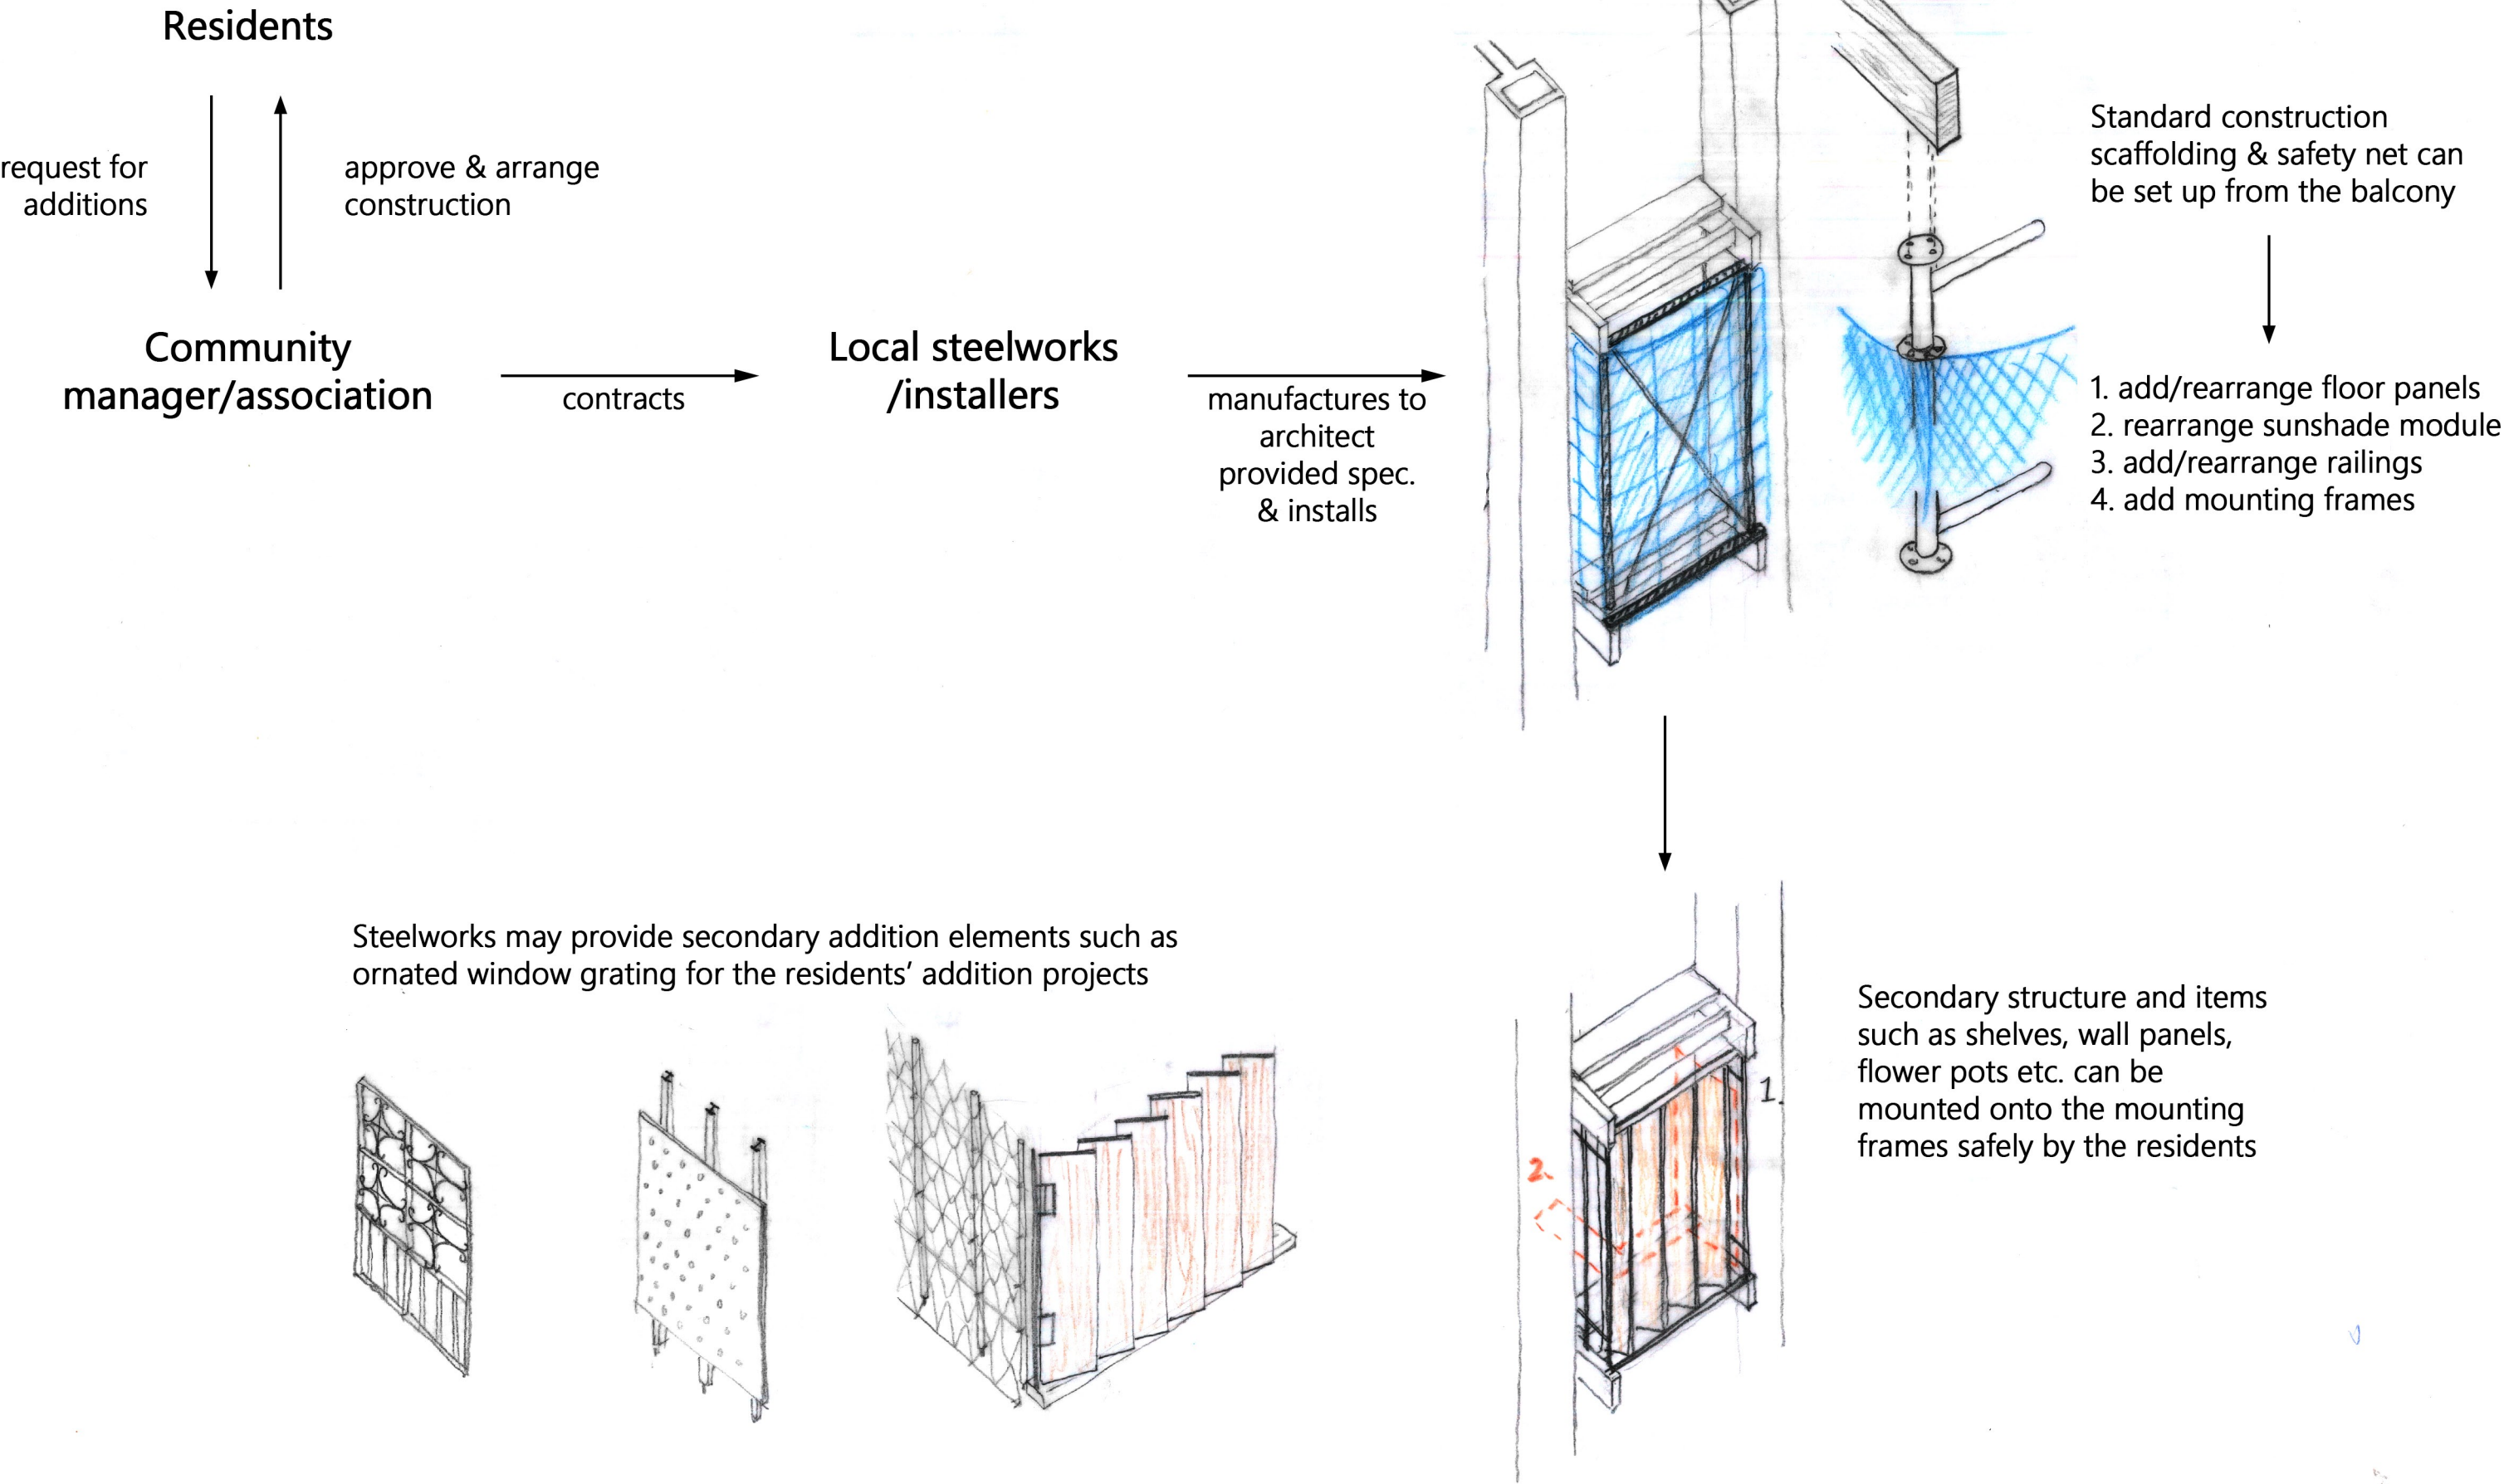 Residents
request for
additions
approve & arrange
construction
Community
manager/association
contracts
Local steelworks
/installers
manufactures to
architect
provided spec.
& installs
Standard construction
scaffolding & safety net can
be set up from the balcony
1. add/rearrange floor panels
2. rearrange sunshade module
3. add/rearrange railings
4. add mounting frames
Steelworks may provide secondary addition elements such as
ornated window grating for the residents’ addition projects
1.
2.
Secondary structure and items
such as shelves, wall panels,
flower pots etc. can be
mounted onto the mounting
frames safely by the residents